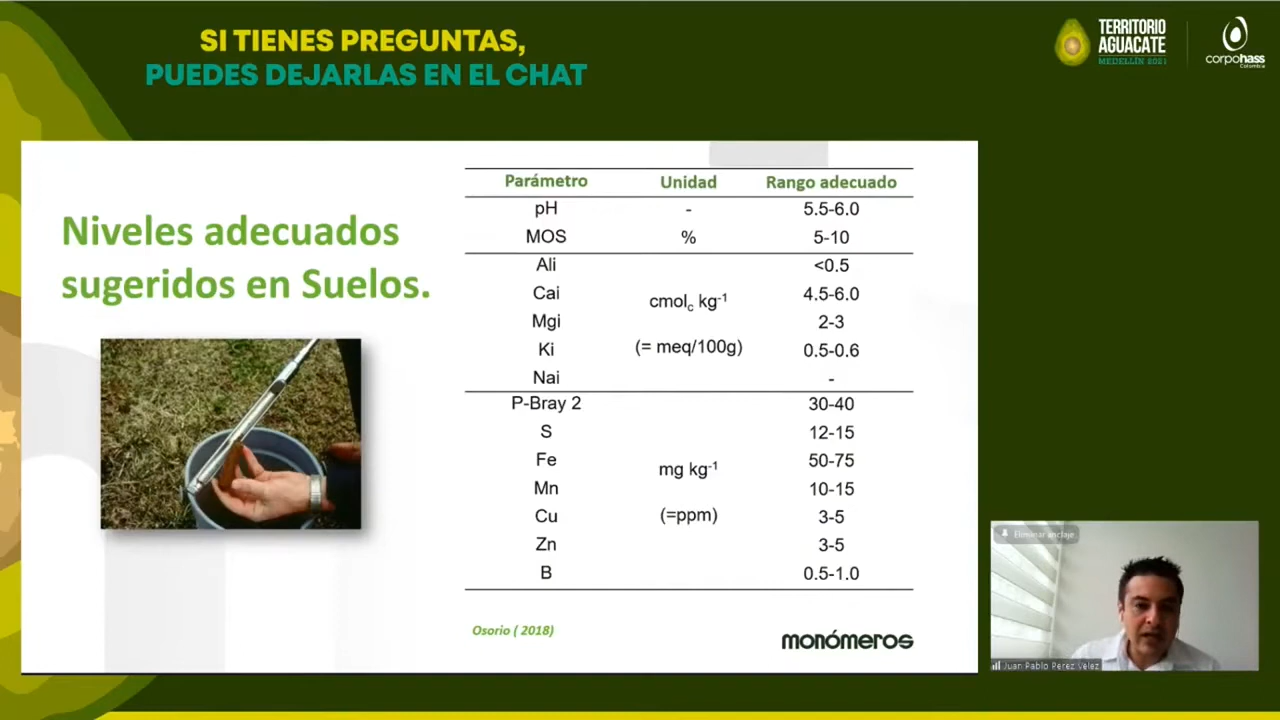 SI TIENES PREGUNTAS,
PUEDES DEJARLAS EN EL CHAT
TERRITORIO
AGUACATE
MEDELLÍN 2021
corpohass
Colombia
Niveles adecuados
sugeridos en Suelos.
Parámetro Unidad Rango adecuado
pH - 5.5-6.0
MOS % 5-10
Ali <0.5
Cai 4.5-6.0
cmolc kg-1
Mgi 2-3
Ki (= meq/100g) 0.5-0.6
Nai -
P-Bray 2 30-40
S 12-15
Fe 50-75
mg kg-1
Mn 10-15
Cu (=ppm) 3-5
Zn 3-5
B 0.5-1.0
Osorio ( 2018)
monómeros
Eliminar anclaje
Juan Pablo Perez Velez